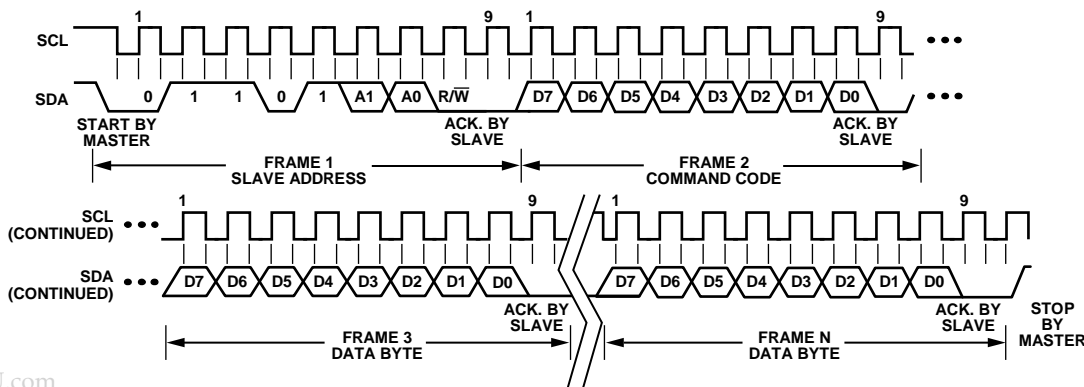 1 9 1 9
SCL
SDA 0 1 1 0 1 A1 A0 R/W̅ D7 D6 D5 D4 D3 D2 D1 D0
START BY MASTER
ACK. BY SLAVE
ACK. BY SLAVE
FRAME 1
SLAVE ADDRESS
FRAME 2
COMMAND CODE
1 9 1 9
SCL
(CONTINUED)
SDA
(CONTINUED)
D7 D6 D5 D4 D3 D2 D1 D0 D7 D6 D5 D4 D3 D2 D1 D0
ACK. BY
SLAVE
ACK. BY
SLAVE
STOP
BY
MASTER
FRAME 3
DATA BYTE
FRAME N
DATA BYTE